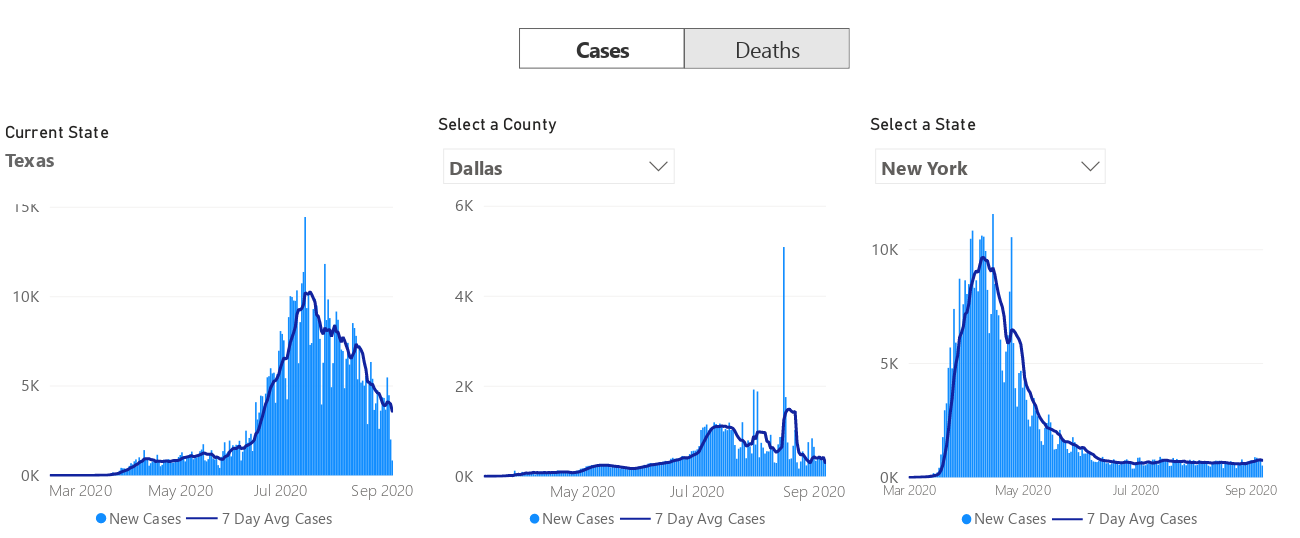 Cases Deaths
Current State
Texas
Select a County
Dallas
Select a State
New York
15K
10K
5K
0K
Mar 2020 May 2020 Jul 2020 Sep 2020
New Cases 7 Day Avg Cases
6K
4K
2K
0K
May 2020 Jul 2020 Sep 2020
New Cases 7 Day Avg Cases
10K
5K
0K
Mar 2020 May 2020 Jul 2020 Sep 2020
New Cases 7 Day Avg Cases